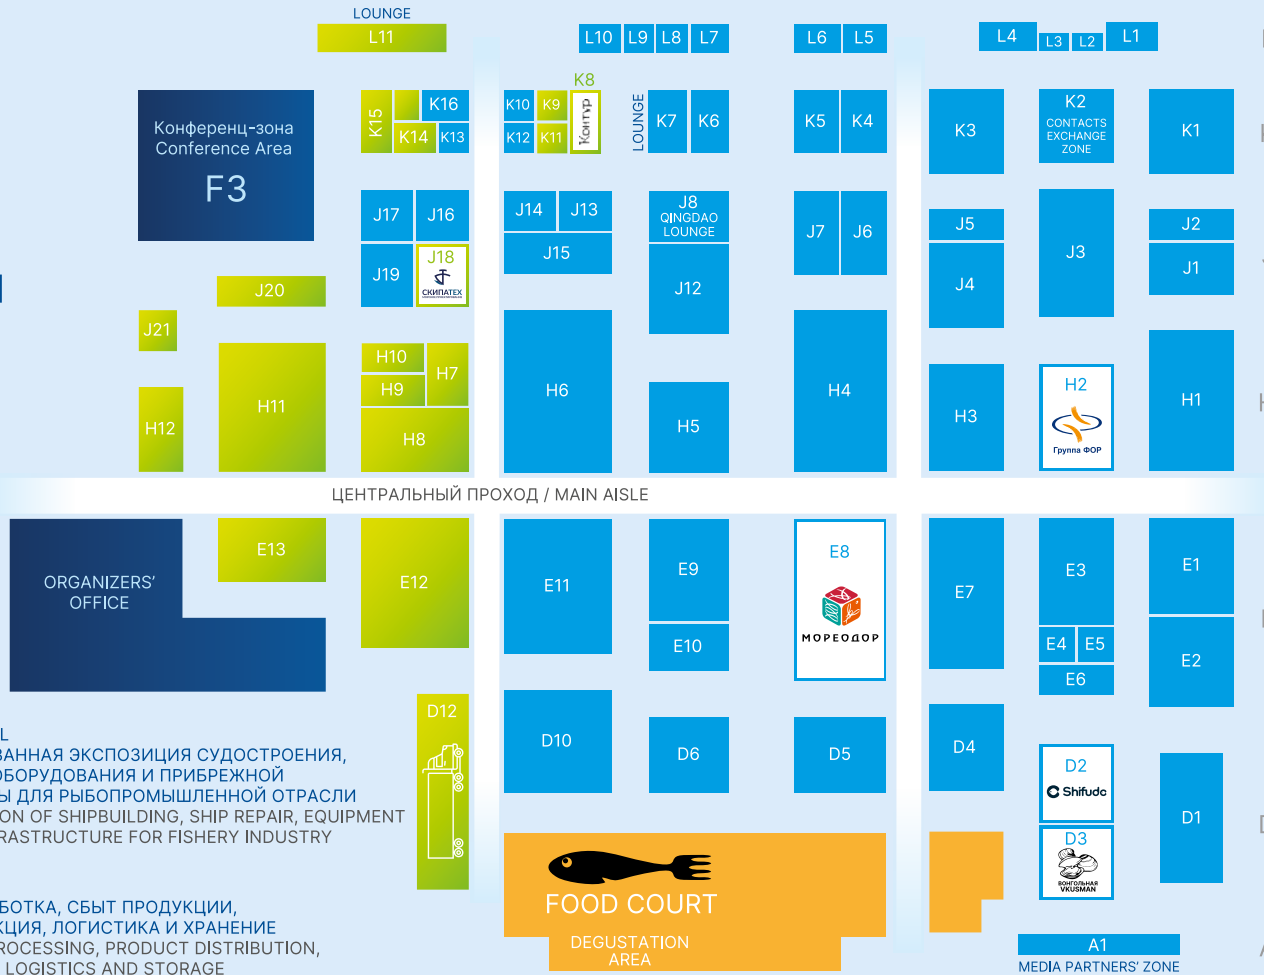 LOUNGE
L11
L10
L9
L8
L7
L6
L5
L4
L3
L2
L1
Конференц-зона
Conference Area
F3
K15
K16
K14
K13
K10
K9
K8
Контур
K12
K11
LOUNGE
K7
K6
K5
K4
K3
K2
CONTACTS
EXCHANGE
ZONE
K1
J17
J16
J14
J13
J8
QINGDAO
LOUNGE
J7
J6
J5
J3
J2
J19
J18
СКИПАТЕХ
J15
J12
J4
J1
J20
J21
H10
H9
H7
H11
H12
H8
H6
H5
H4
H3
H2
Группа ФОР
H1
ЦЕНТРАЛЬНЫЙ ПРОХОД / MAIN AISLE
ORGANIZERS’
OFFICE
E13
E12
E11
E9
E10
E8
МОРЕОДОР
E7
E3
E4
E5
E6
E1
E2
D12
D10
D6
D5
D4
D2
Shifudo
D3
ВОНГОЛЬНАЯ
VKUSMAN
D1
L
ВАННАЯ ЭКСПОЗИЦИЯ СУДОСТРОЕНИЯ,
ОБОРУДОВАНИЯ И ПРИБРЕЖНОЙ
Ы ДЛЯ РЫБОПРОМЫШЛЕННОЙ ОТРАСЛИ
ON OF SHIPBUILDING, SHIP REPAIR, EQUIPMENT
RASTRUCTURE FOR FISHERY INDUSTRY
БОТКА, СБЫТ ПРОДУКЦИИ,
КЦИЯ, ЛОГИСТИКА И ХРАНЕНИЕ
ROCESSING, PRODUCT DISTRIBUTION,
LOGISTICS AND STORAGE
FOOD COURT
DEGUSTATION
AREA
A1
MEDIA PARTNERS’ ZONE